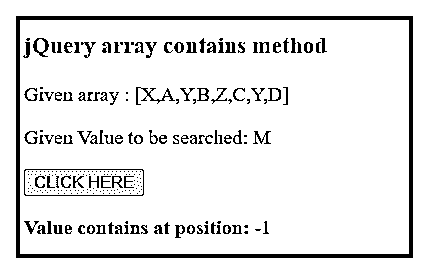 jQuery array contains method
Given array : [X,A,Y,B,Z,C,Y,D]
Given Value to be searched: M
CLICK HERE
Value contains at position: -1